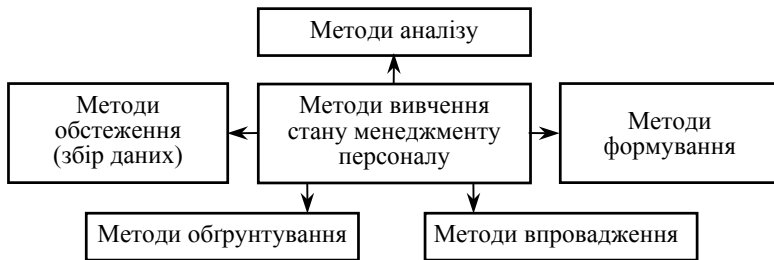 Методи аналізу
Методи
обстеження
(збір даних)
Методи вивчення
стану менеджменту
персоналу
Методи
формування
Методи обґрунтування
Методи впровадження